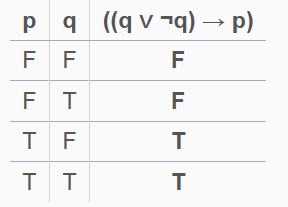 p q ((q ∨ ¬q) → p)
F F F
F T F
T F T
T T T